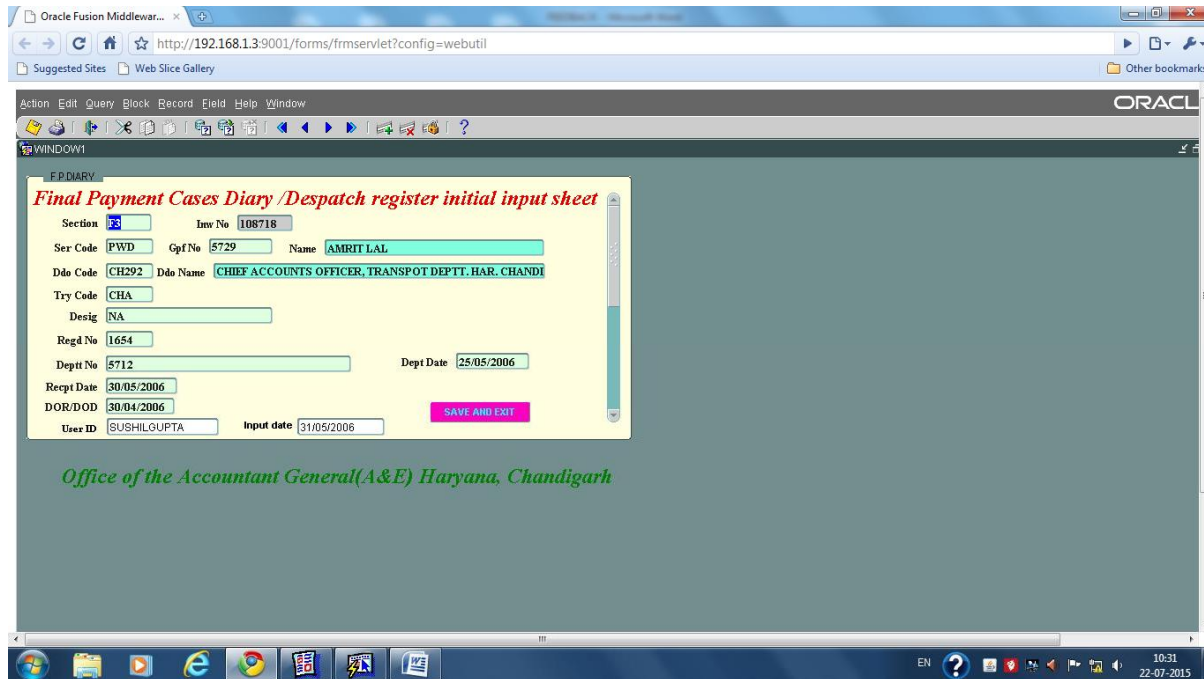 Oracle Fusion Middlewar...
http://192.168.1.3:9001/forms/frmservlet?config=webutil
Suggested Sites Web Slice Gallery Other bookmarks
Action Edit Query Block Record Field Help Window ORACL
WINDOW1
F.P.DIARY
Final Payment Cases Diary /Despatch register initial input sheet
Section F3 Inw No 108718
Ser Code PWD Gpf No 5729 Name AMRIT LAL
Ddo Code CH292 Ddo Name CHIEF ACCOUNTS OFFICER, TRANSPOT DEPTT. HAR. CHANDI
Try Code CHA
Desig NA
Regd No 1654
Deptt No 5712 Dept Date 25/05/2006
Recpt Date 30/05/2006
DOR/DOD 30/04/2006 SAVE AND EXIT
User ID SUSHILGUPTA Input date 31/05/2006
Office of the Accountant General(A&E) Haryana, Chandigarh
EN 10:31
22-07-2015